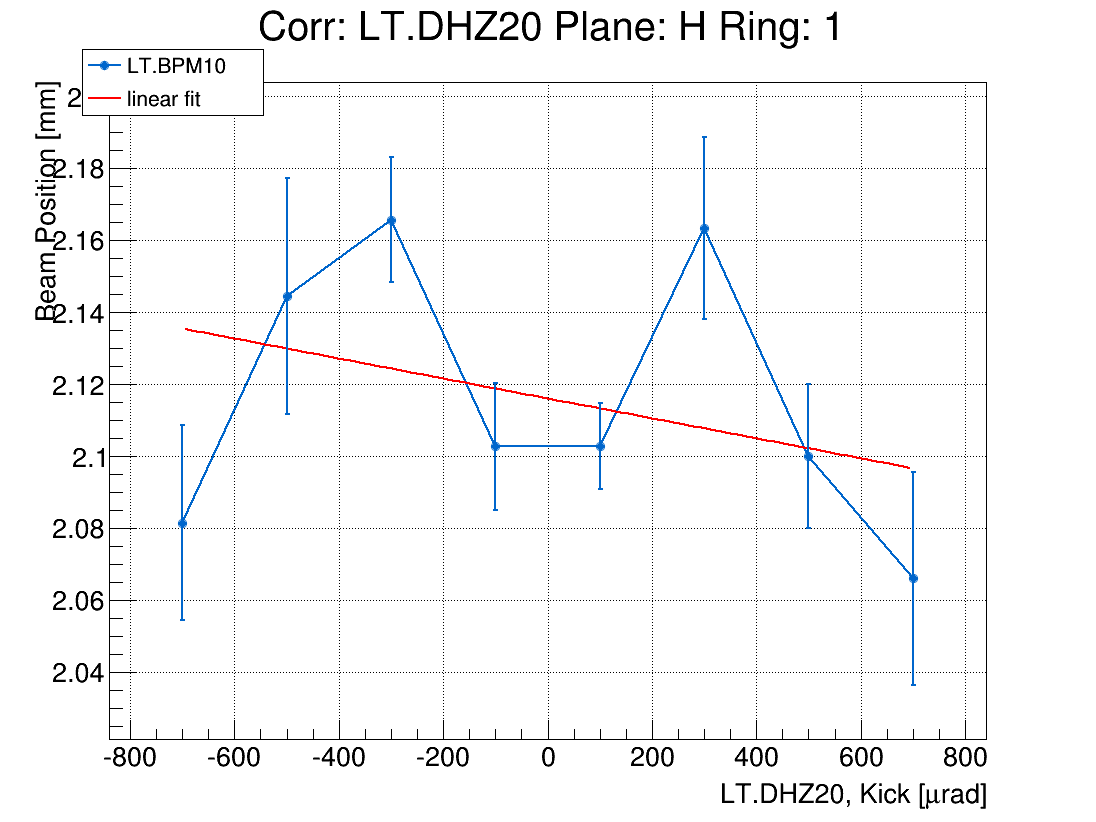 Corr: LT.DHZ20 Plane: H Ring: 1
LT.BPM10
linear fit
Beam Position [mm]
2
2.18
2.16
2.14
2.12
2.1
2.08
2.06
2.04
-800 -600 -400 -200 0 200 400 600 800
LT.DHZ20, Kick [μrad]